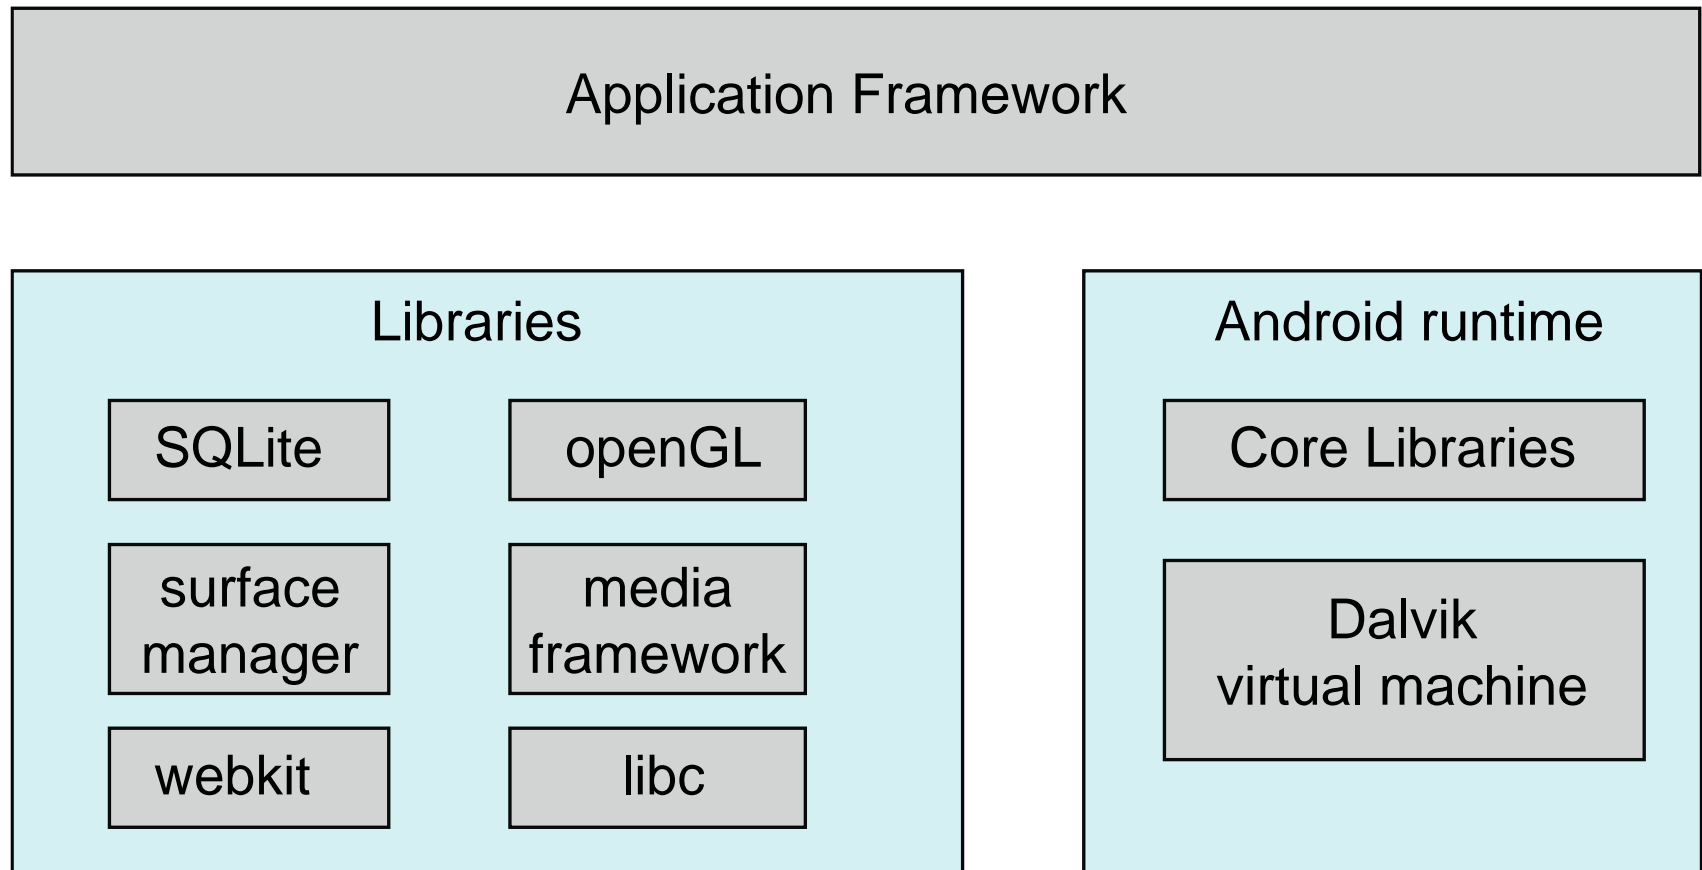 Application Framework
Libraries
SQLite
openGL
surface
manager
media
framework
webkit
libc
Android runtime
Core Libraries
Dalvik
virtual machine